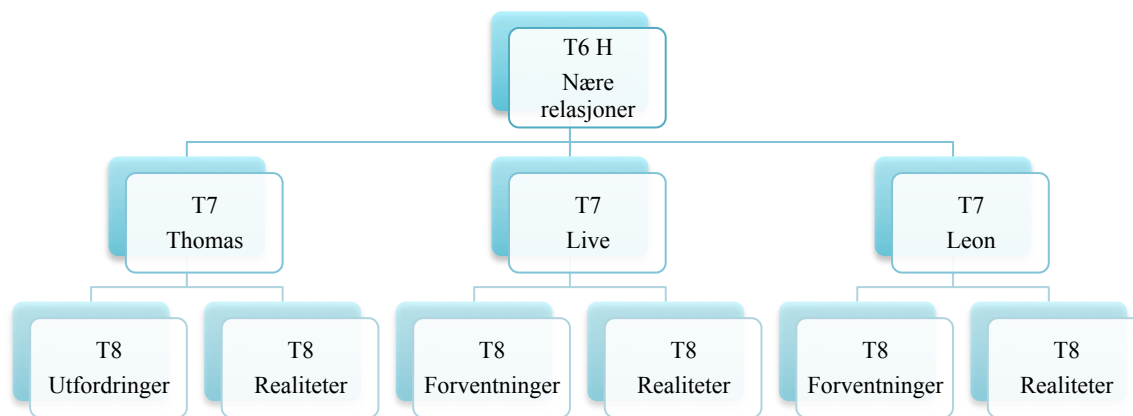 T6 H
Nære
relasjoner
T7
Thomas
T7
Live
T7
Leon
T8
Utfordringer
T8
Realiteter
T8
Forventninger
T8
Realiteter
T8
Forventninger
T8
Realiteter